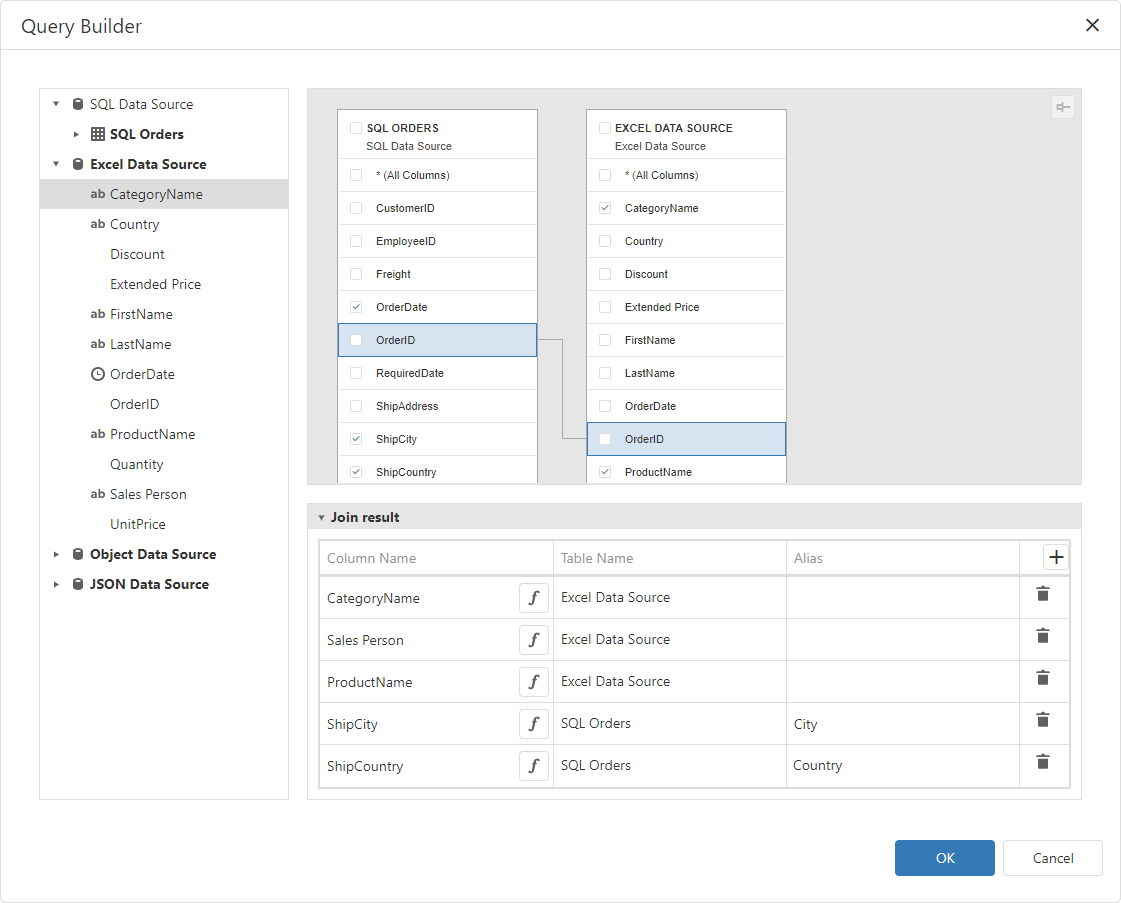 Query Builder
SQL Data Source
SQL Orders
Excel Data Source
ab CategoryName
ab Country
Discount
Extended Price
ab FirstName
ab LastName
OrderDate
OrderID
ab ProductName
Quantity
ab Sales Person
UnitPrice
Object Data Source
JSON Data Source
SQL ORDERS
SQL Data Source
* (All Columns)
CustomerID
EmployeeID
Freight
OrderDate
OrderID
RequiredDate
ShipAddress
ShipCity
ShipCountry
EXCEL DATA SOURCE
Excel Data Source
* (All Columns)
CategoryName
Country
Discount
Extended Price
FirstName
LastName
OrderDate
OrderID
ProductName
Join result
Column Name Table Name Alias
CategoryName f Excel Data Source
Sales Person f Excel Data Source
ProductName f Excel Data Source
ShipCity f SQL Orders City
ShipCountry f SQL Orders Country
OK Cancel